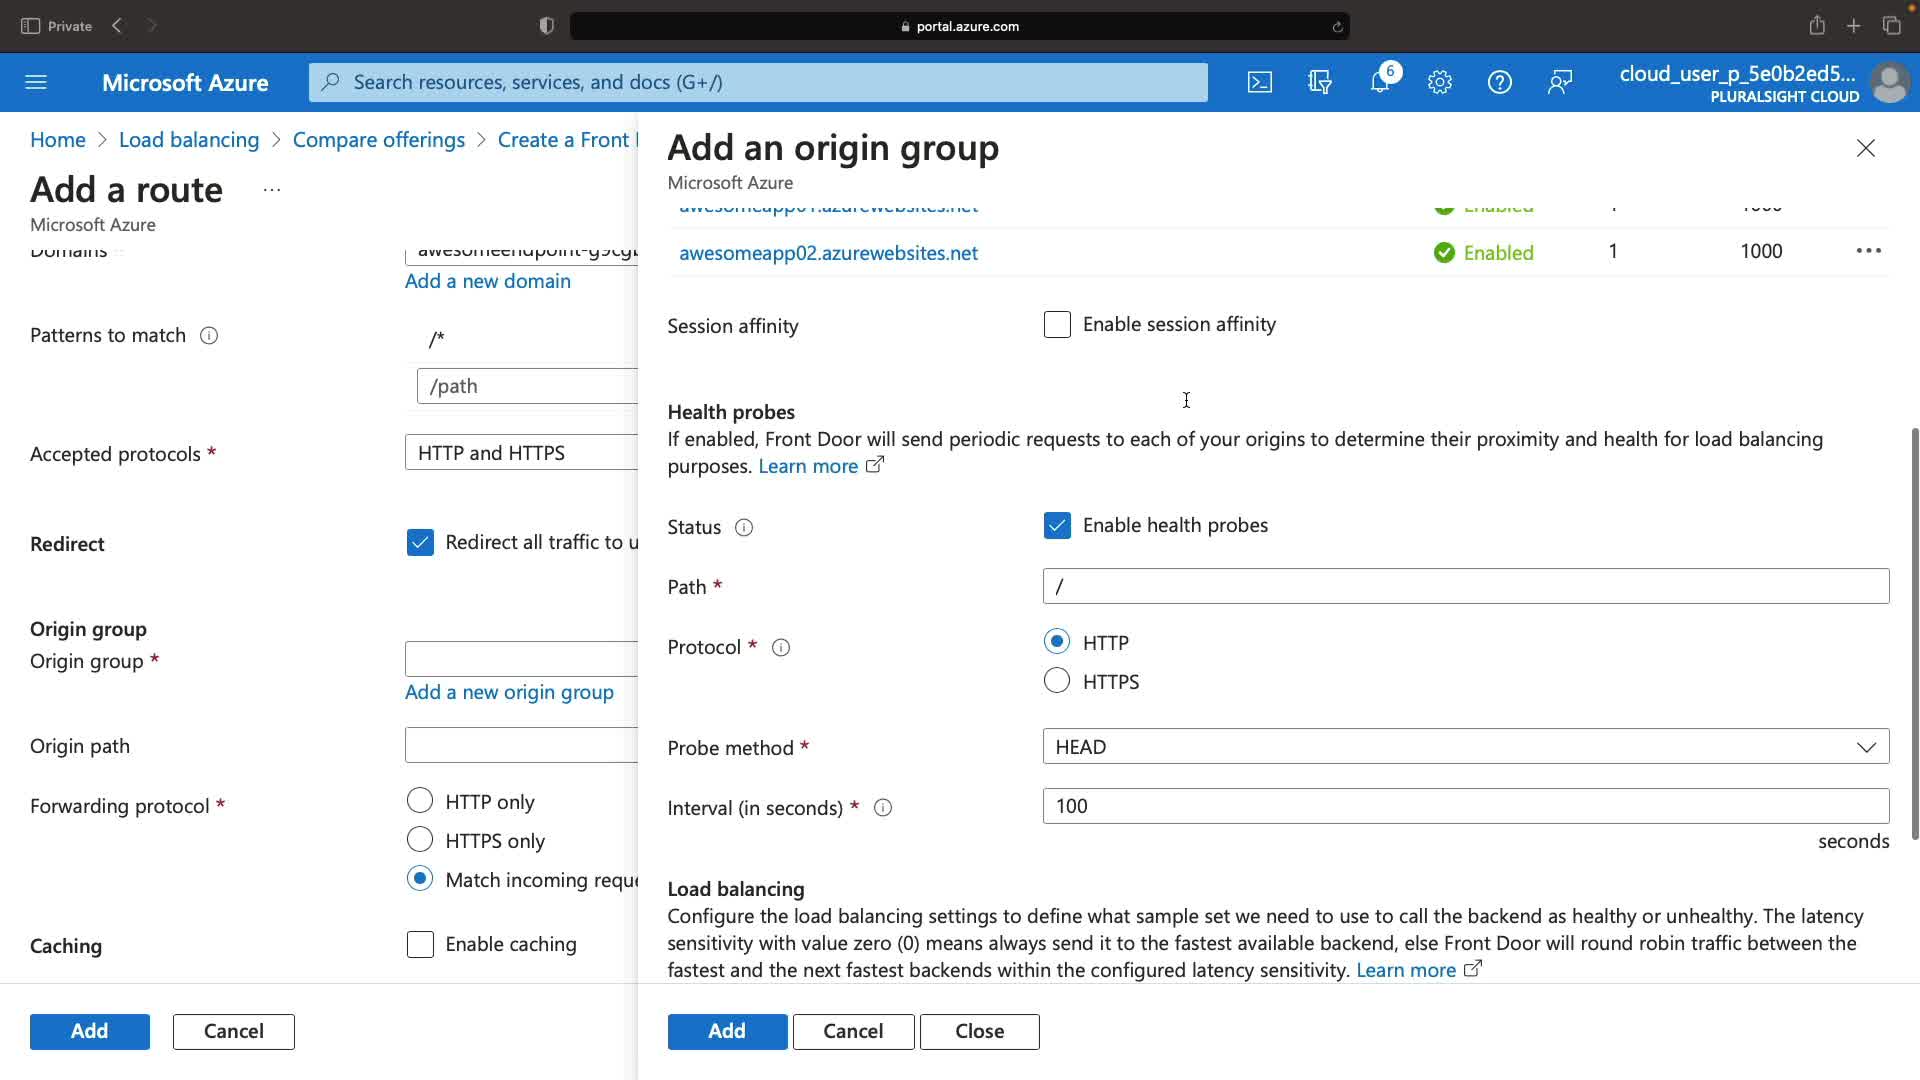 Private
portal.azure.com
Microsoft Azure
Search resources, services, and docs (G+/)
6
cloud_user_p_5e0b2ed5...
PLURALSIGHT CLOUD
Home > Load balancing > Compare offerings > Create a Front
Add a route ...
Microsoft Azure
Domains
awesomeendpoint-g9cgb
Add a new domain
Patterns to match
/*
/path
Accepted protocols *
HTTP and HTTPS
Redirect
Redirect all traffic to u
Origin group
Origin group *
Add a new origin group
Origin path
Forwarding protocol *
HTTP only
HTTPS only
Match incoming reque
Caching
Enable caching
Add
Cancel
Add an origin group
Microsoft Azure
awesomeapp01.azurewebsites.net Enabled 1 1000
awesomeapp02.azurewebsites.net Enabled 1 1000 ...
Session affinity
Enable session affinity
Health probes
If enabled, Front Door will send periodic requests to each of your origins to determine their proximity and health for load balancing
purposes. Learn more
Status
Enable health probes
Path *
/
Protocol *
HTTP
HTTPS
Probe method *
HEAD
Interval (in seconds) *
100
seconds
Load balancing
Configure the load balancing settings to define what sample set we need to use to call the backend as healthy or unhealthy. The latency
sensitivity with value zero (0) means always send it to the fastest available backend, else Front Door will round robin traffic between the
fastest and the next fastest backends within the configured latency sensitivity. Learn more
Add
Cancel
Close